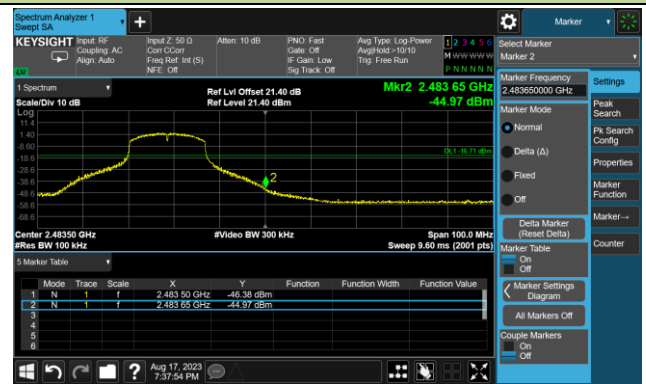 Spectrum Analyzer 1
Swept SA
Marker
KEYSIGHT
Input: RF
Coupling: AC
Align: Auto
Input Z: 50 Ω
Corr CCorr
Freq Ref: Int (S)
NFE: Off
Atten: 10 dB
PNO: Fast
Gate: Off
IF Gain: Low
Sig Track: Off
Avg Type: Log-Power
Avg|Hold:>10/10
Trig: Free Run
1 2 3 4 5 6
M W W W W W
P N N N N N
Select Marker
Marker 2
1 Spectrum
Scale/Div 10 dB
Log
Ref Lvl Offset 21.40 dB
Ref Level 21.40 dBm
Mkr2 2.483 65 GHz
-44.97 dBm
11.4
1.40
-8.60
-18.6
-28.6
-38.6
-48.6
-58.6
-68.6
DL1 -16.71 dBm
2
Center 2.48350 GHz
#Res BW 100 kHz
#Video BW 300 kHz
Span 100.0 MHz
Sweep 9.60 ms (2001 pts)
5 Marker Table
Mode Trace Scale X Y Function Function Width Function Value
1 N 1 f 2.483 50 GHz -46.38 dBm
2 N 1 f 2.483 65 GHz -44.97 dBm
3
4
5
6
Marker Frequency
2.483650000 GHz
Marker Mode
Normal
Delta (Δ)
Fixed
Off
Delta Marker
(Reset Delta)
Marker Table
On
Off
Marker Settings
Diagram
All Markers Off
Couple Markers
On
Off
Settings
Peak
Search
Pk Search
Config
Properties
Marker
Function
Marker→
Counter
Aug 17, 2023
7:37:54 PM